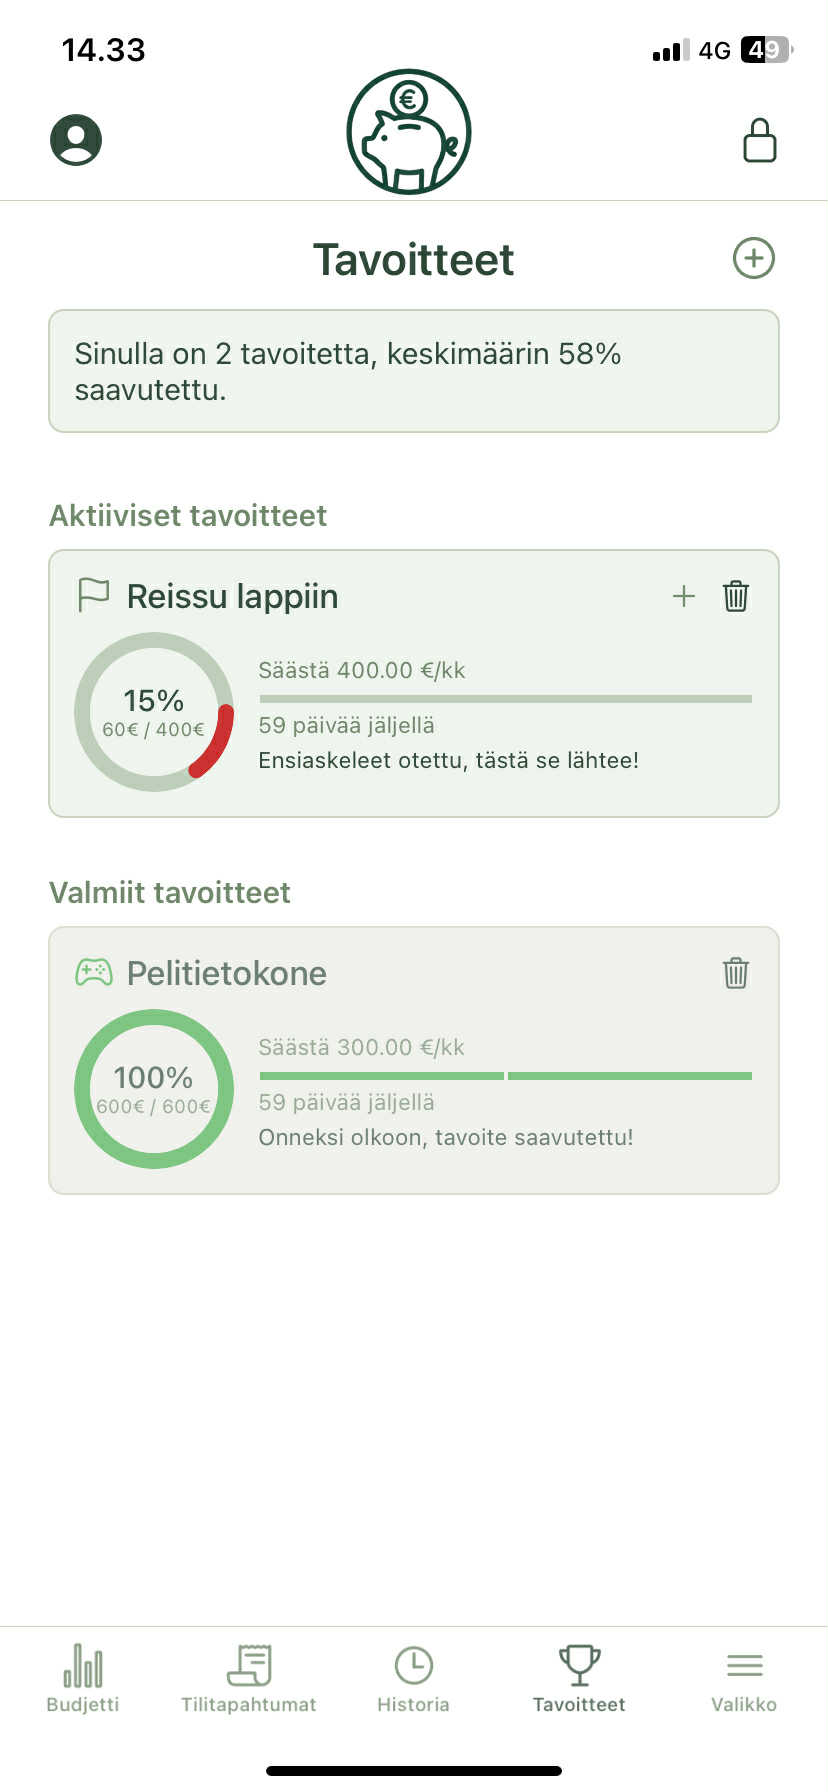 14.33
4G 49
€
Tavoitteet
Sinulla on 2 tavoitetta, keskimäärin 58%
saavutettu.
Aktiiviset tavoitteet
Reissu lappiin
15%
60€ / 400€
Säästä 400.00 €/kk
59 päivää jäljellä
Ensiaskeleet otettu, tästä se lähtee!
Valmiit tavoitteet
Pelitietokone
100%
600€ / 600€
Säästä 300.00 €/kk
59 päivää jäljellä
Onneksi olkoon, tavoite saavutettu!
Budjetti Tilitapahtumat Historia Tavoitteet Valikko